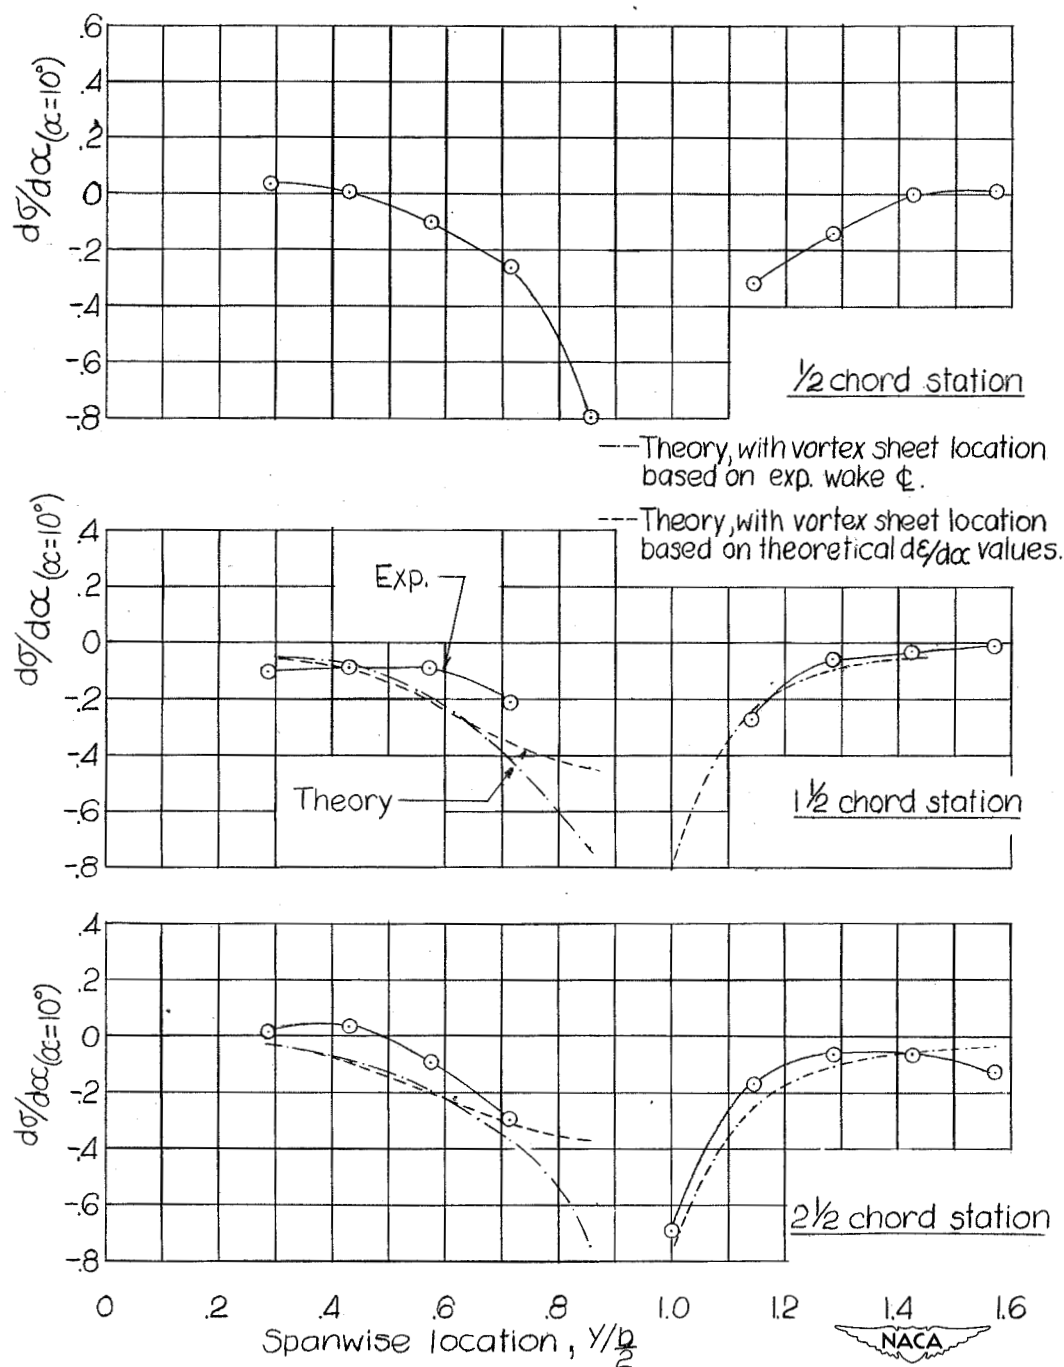 .6
.4
.2
0
-.2
-.4
-.6
-.8
dσ/dα(α=10°)
½ chord station
—-— Theory, with vortex sheet location
based on exp. wake ℄.
--- Theory, with vortex sheet location
based on theoretical dε/dα values.
.4
.2
0
-.2
-.4
-.6
-.8
dσ/dα(α=10°)
Exp.
Theory
1½ chord station
.4
.2
0
-.2
-.4
-.6
-.8
dσ/dα(α=10°)
2½ chord station
0 .2 .4 .6 .8 1.0 1.2 1.4 1.6
Spanwise location, Y/b/2
NACA